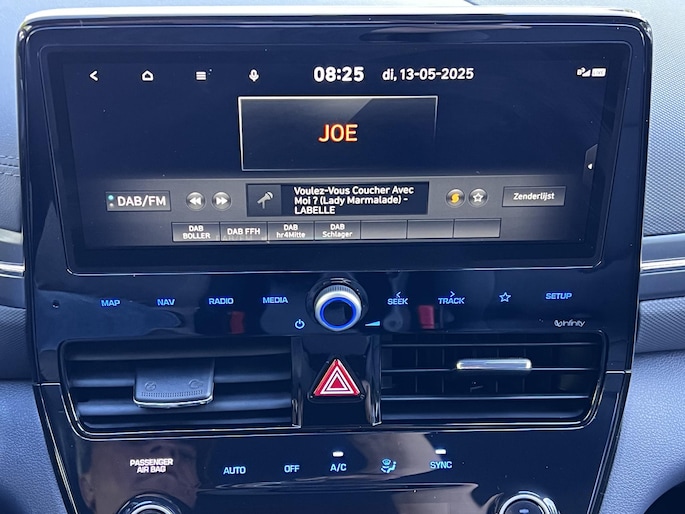 08:25 di, 13-05-2025
JOE
DAB/FM
Voulez-Vous Coucher Avec
Moi ? (Lady Marmalade) -
LABELLE
Zenderlijst
DAB
BOLLER
DAB FFH
DAB
hr4Mitte
DAB
Schlager
MAP NAV RADIO MEDIA SEEK TRACK SETUP
Infinity
PASSENGER
AIR BAG
AUTO OFF A/C SYNC